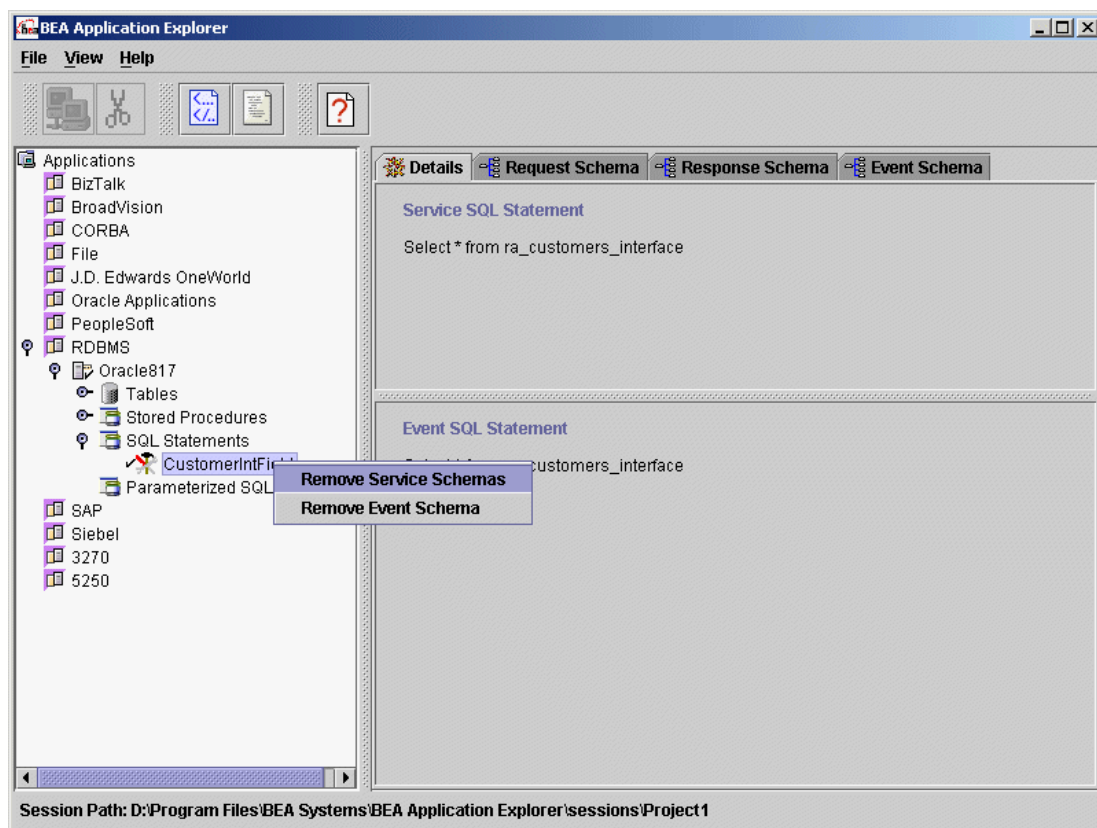 BEA Application Explorer
File View Help
Applications
BizTalk
BroadVision
CORBA
File
J.D. Edwards OneWorld
Oracle Applications
PeopleSoft
RDBMS
Oracle817
Tables
Stored Procedures
SQL Statements
Parameterized SQL
SAP
Siebel
3270
5250
Remove Service Schemas
Remove Event Schema
Details Request Schema Response Schema Event Schema
Service SQL Statement
Select * from ra_customers_interface
Event SQL Statement
customers_interface
Session Path: D:\Program Files\BEA Systems\BEA Application Explorer\sessions\Project1